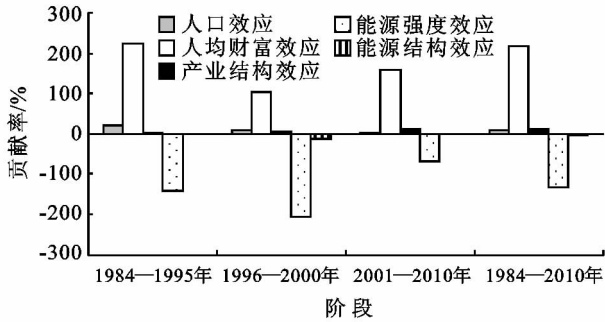 300
200
100
0
-100
-200
-300
贡献率/%
人口效应 能源强度效应
人均财富效应 能源结构效应
产业结构效应
1984—1995年 1996—2000年 2001—2010年 1984—2010年
阶段